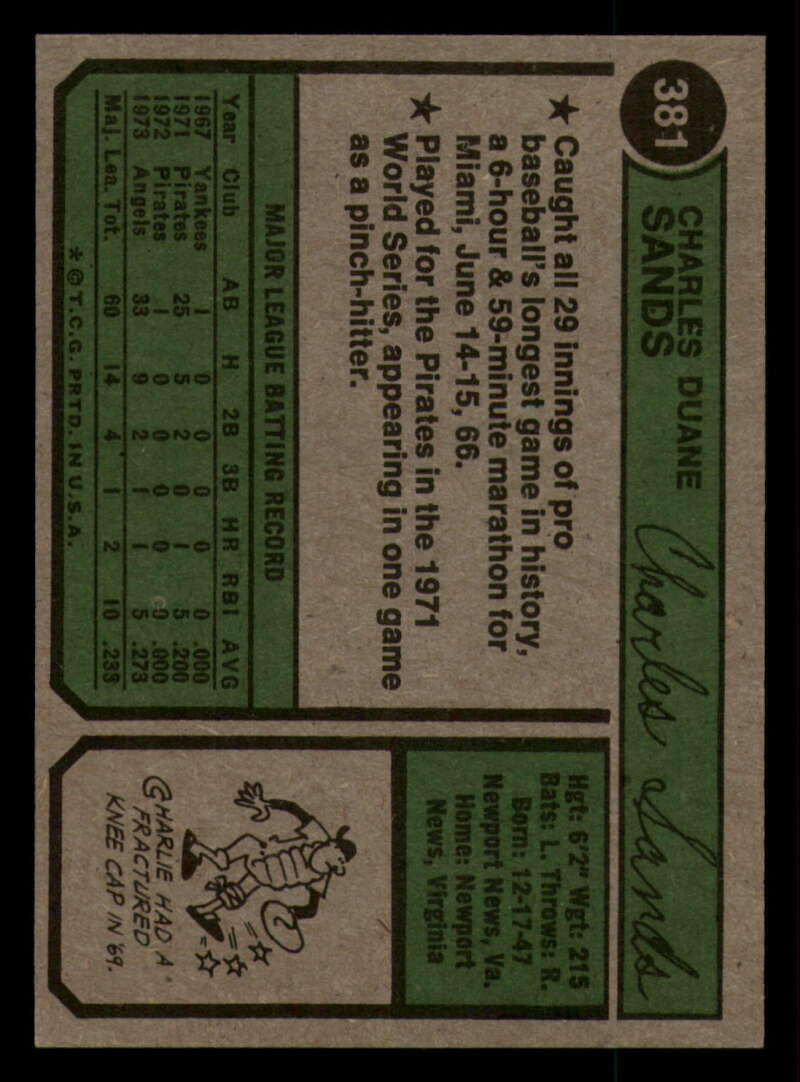 381
CHARLES DUANE
SANDS
Charles Sands
★ Caught all 29 innings of pro
baseball's longest game in history,
a 6-hour & 59-minute marathon for
Miami, June 14-15, 66.
★ Played for the Pirates in the 1971
World Series, appearing in one game
as a pinch-hitter.
MAJOR LEAGUE BATTING RECORD
Year Club AB H 2B 3B HR RBI AVG
1967 Yankees 1 0 0 0 0 0 .000
1971 Pirates 25 5 2 0 1 5 .200
1972 Pirates 1 0 0 0 0 0 .000
1973 Angels 33 9 2 1 1 5 .273
Maj. Lea. Tot. 60 14 4 1 2 10 .233
* © T.C.G. PRTD. IN U.S.A.
Hgt: 6'2" Wgt: 215
Bats: L. Throws: R.
Born: 12-17-47
Newport News, Va.
Home: Newport
News, Virginia
CHARLIE HAD A
FRACTURED
KNEE CAP IN '69.